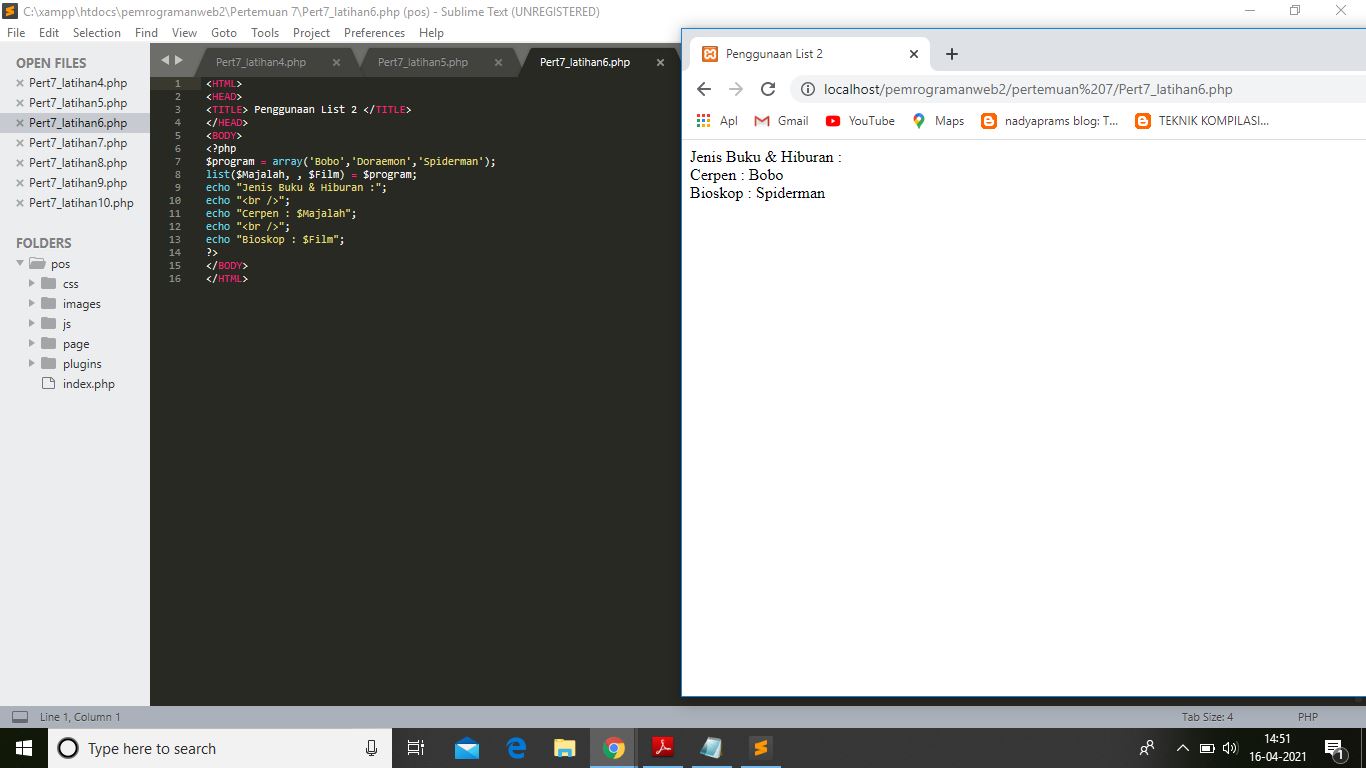 C:\xampp\htdocs\pemrogramanweb2\Pertemuan 7\Pert7_latihan6.php (pos) - Sublime Text (UNREGISTERED)
File Edit Selection Find View Goto Tools Project Preferences Help
OPEN FILES
Pert7_latihan4.php
Pert7_latihan5.php
Pert7_latihan6.php
Pert7_latihan7.php
Pert7_latihan8.php
Pert7_latihan9.php
Pert7_latihan10.php
FOLDERS
pos
css
images
js
page
plugins
index.php
Pert7_latihan4.php Pert7_latihan5.php Pert7_latihan6.php
1 <HTML>
2 <HEAD>
3 <TITLE> Penggunaan List 2 </TITLE>
4 </HEAD>
5 <BODY>
6 <?php
7 $program = array('Bobo','Doraemon','Spiderman');
8 list($Majalah, , $Film) = $program;
9 echo "Jenis Buku & Hiburan :";
10 echo "<br />";
11 echo "Cerpen : $Majalah";
12 echo "<br />";
13 echo "Bioskop : $Film";
14 ?>
15 </BODY>
16 </HTML>
Penggunaan List 2
localhost/pemrogramanweb2/pertemuan%207/Pert7_latihan6.php
Apl Gmail YouTube Maps nadyaprams blog: T... TEKNIK KOMPILASI...
Jenis Buku & Hiburan :
Cerpen : Bobo
Bioskop : Spiderman
Line 1, Column 1 Tab Size: 4 PHP
Type here to search
14:51
16-04-2021
1